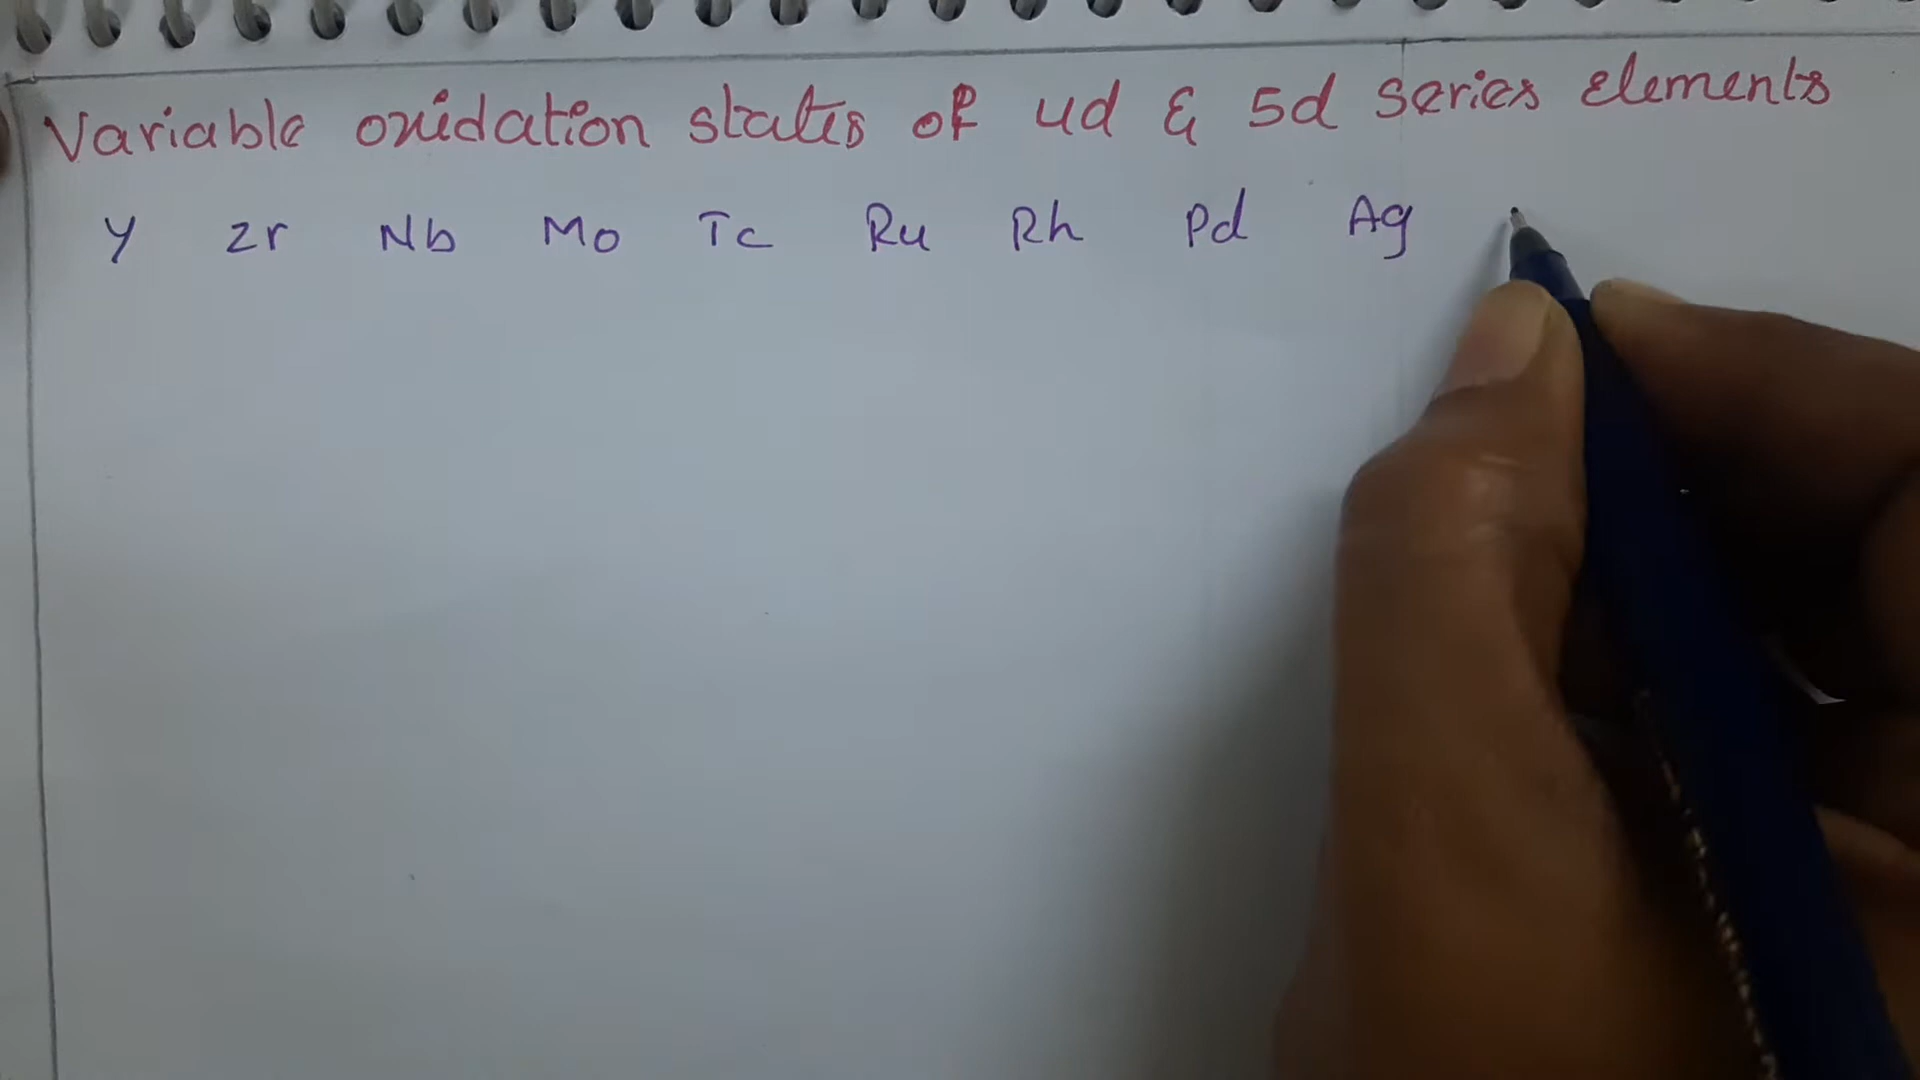 Variable oxidation states of 4d & 5d series elements
Y Zr Nb Mo Tc Ru Rh Pd Ag